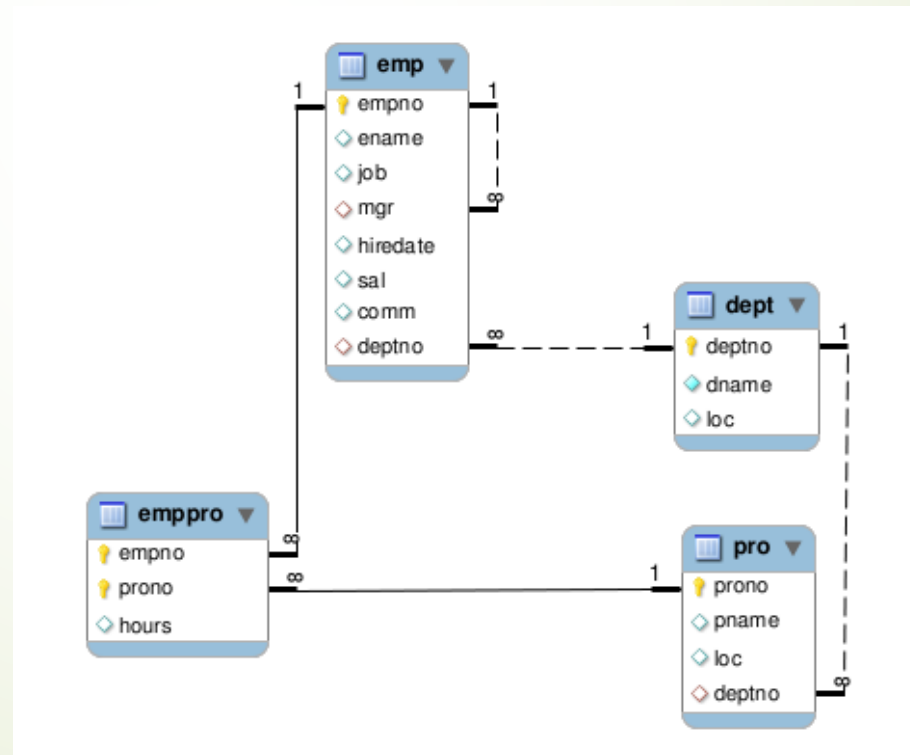 emp
1
1
empno
ename
job
mgr
∞
hiredate
sal
comm
deptno
∞
1
dept
1
deptno
dname
loc
emppro
empno
∞
prono
∞
hours
1
pro
prono
pname
loc
deptno
∞